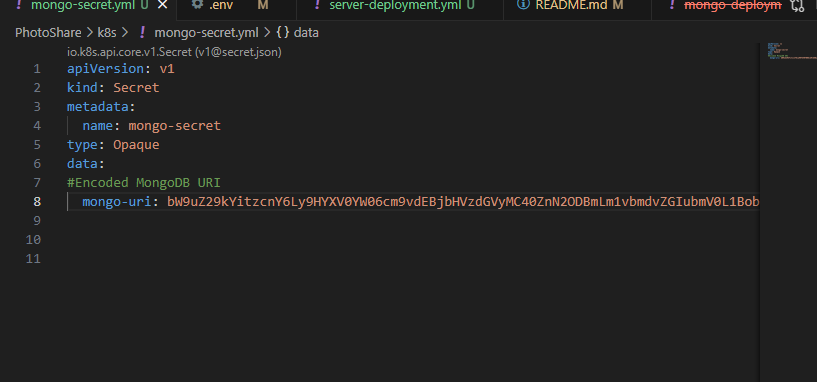 mongo-secret.yml U
.env M
server-deployment.yml U
README.md M
mongo-deploym
PhotoShare > k8s > mongo-secret.yml > {} data
io.k8s.api.core.v1.Secret (v1@secret.json)
1 apiVersion: v1
2 kind: Secret
3 metadata:
4 name: mongo-secret
5 type: Opaque
6 data:
7 #Encoded MongoDB URI
8 mongo-uri: bW9uZ29kYitzcnY6Ly9HYXV0YW06cm9vdEBjbHVzdGVyMC40ZnN2ODBmLm1vbmdvZGIubmV0L1Bob
9
10
11